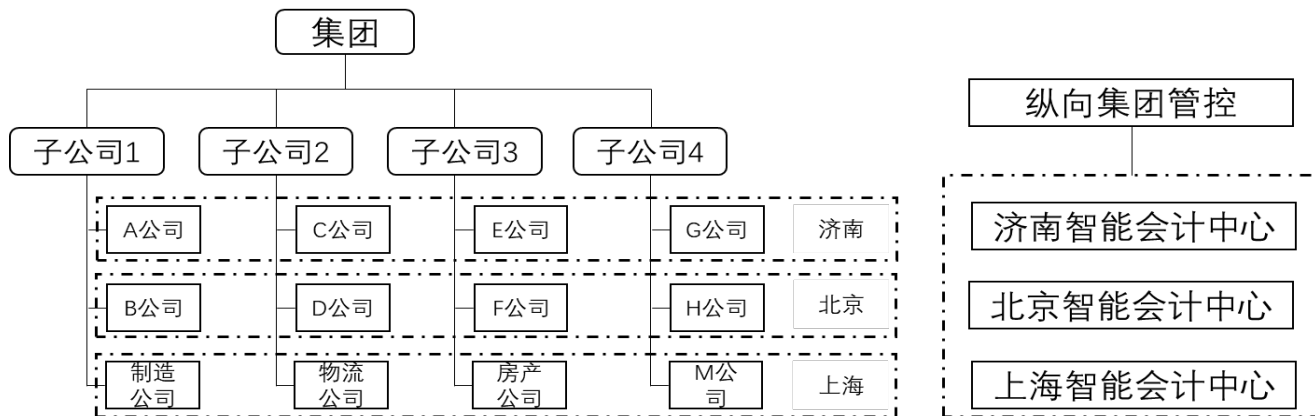 集团
纵向集团管控
子公司1
子公司2
子公司3
子公司4
A公司
C公司
E公司
G公司
济南
济南智能会计中心
B公司
D公司
F公司
H公司
北京
北京智能会计中心
制造
公司
物流
公司
房产
公司
M公
司
上海
上海智能会计中心